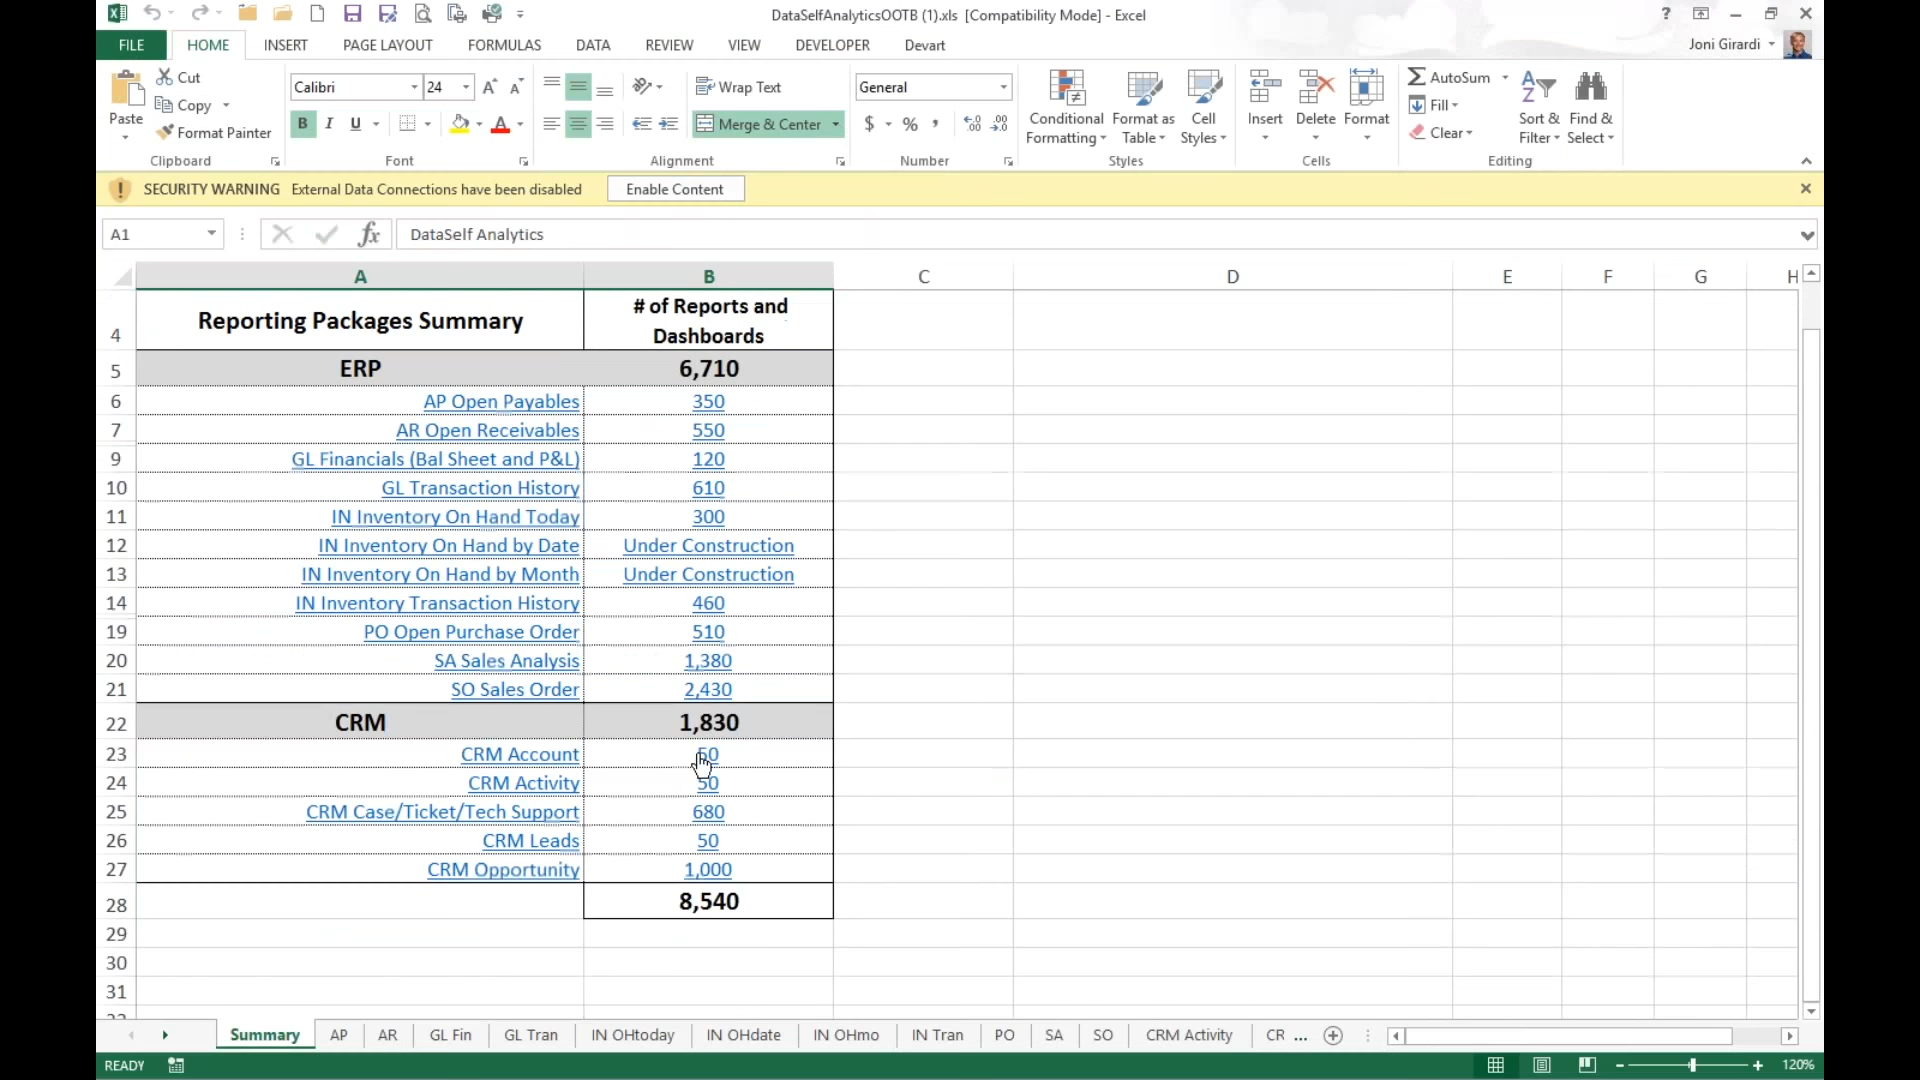 DataSelfAnalyticsOOTB (1).xls [Compatibility Mode] - Excel
?
FILE HOME INSERT PAGE LAYOUT FORMULAS DATA REVIEW VIEW DEVELOPER Devart
Joni Girardi
Paste
Cut
Copy
Format Painter
Clipboard
Calibri 24
B I U A
Font
Wrap Text
Merge & Center
Alignment
General
$ % ,
Number
Conditional Formatting
Format as Table
Cell Styles
Styles
Insert Delete Format
Cells
AutoSum
Fill
Clear
Sort & Filter
Find & Select
Editing
SECURITY WARNING External Data Connections have been disabled Enable Content
A1 fx DataSelf Analytics
A B C D E F G H
4 Reporting Packages Summary # of Reports and Dashboards
5 ERP 6,710
6 AP Open Payables 350
7 AR Open Receivables 550
9 GL Financials (Bal Sheet and P&L) 120
10 GL Transaction History 610
11 IN Inventory On Hand Today 300
12 IN Inventory On Hand by Date Under Construction
13 IN Inventory On Hand by Month Under Construction
14 IN Inventory Transaction History 460
19 PO Open Purchase Order 510
20 SA Sales Analysis 1,380
21 SO Sales Order 2,430
22 CRM 1,830
23 CRM Account 50
24 CRM Activity 50
25 CRM Case/Ticket/Tech Support 680
26 CRM Leads 50
27 CRM Opportunity 1,000
28 8,540
29
30
31
Summary AP AR GL Fin GL Tran IN OHtoday IN OHdate IN OHmo IN Tran PO SA SO CRM Activity CR ...
READY 120%